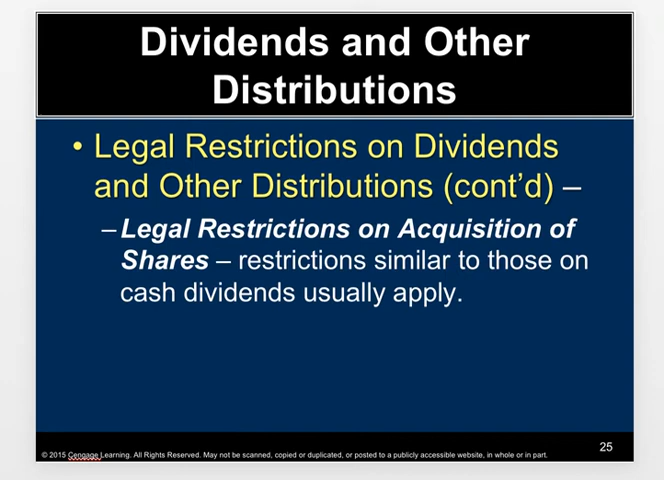 Dividends and Other
Distributions
• Legal Restrictions on Dividends
and Other Distributions (cont’d) –
–Legal Restrictions on Acquisition of
Shares – restrictions similar to those on
cash dividends usually apply.
25
© 2015 Cengage Learning. All Rights Reserved. May not be scanned, copied or duplicated, or posted to a publicly accessible website, in whole or in part.